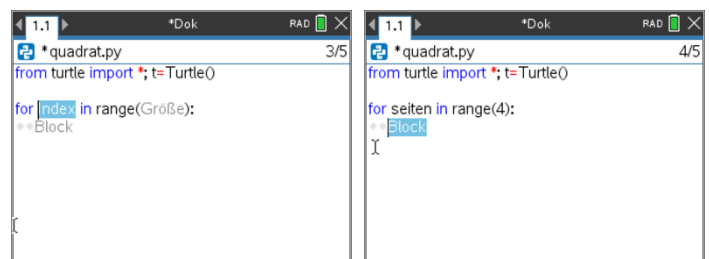 1.1 *Dok RAD
*quadrat.py 3/5
from turtle import *; t=Turtle()
for index in range(Größe):
Block
1.1 *Dok RAD
*quadrat.py 4/5
from turtle import *; t=Turtle()
for seiten in range(4):
Block